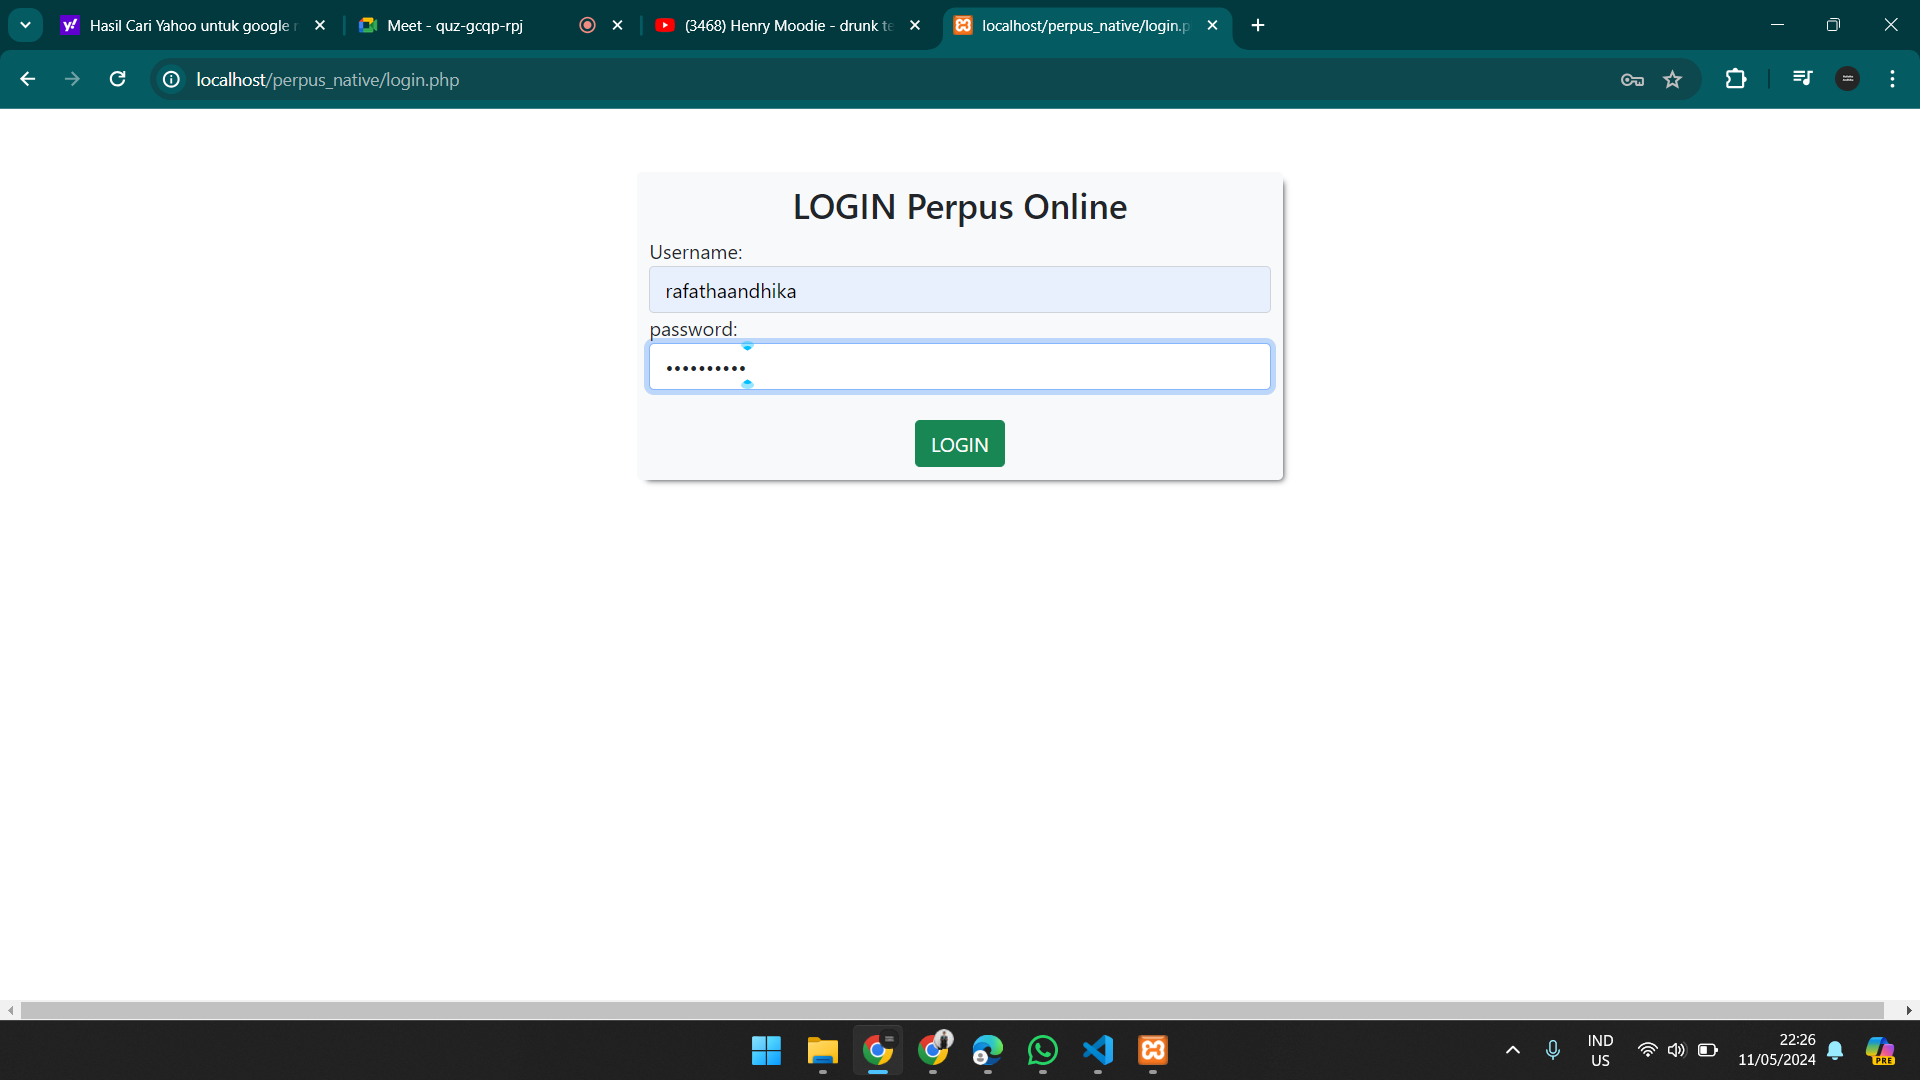 Hasil Cari Yahoo untuk google
Meet - quz-gcqp-rpj
(3468) Henry Moodie - drunk te
localhost/perpus_native/login.p
localhost/perpus_native/login.php
LOGIN Perpus Online
Username:
rafathaandhika
password:
••••••••••
LOGIN
IND
US
22:26
11/05/2024
PRE